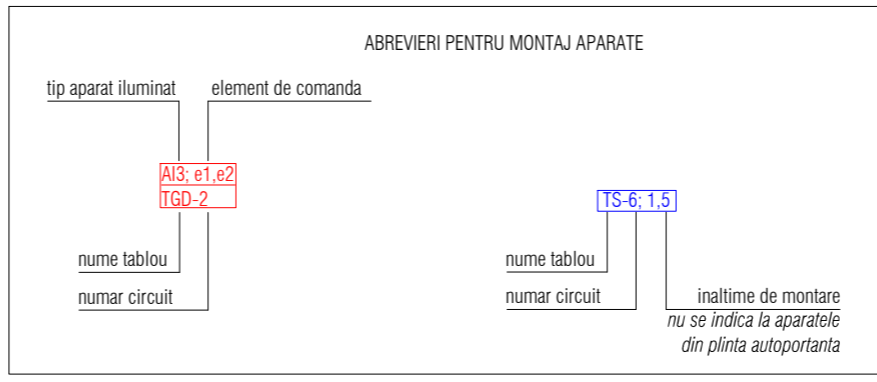 ABREVIERI PENTRU MONTAJ APARATE
tip aparat iluminat
element de comanda
AI3; e1,e2
TGD-2
nume tablou
numar circuit
TS-6; 1,5
nume tablou
numar circuit
inaltime de montare
nu se indica la aparatele
din plinta autoportanta